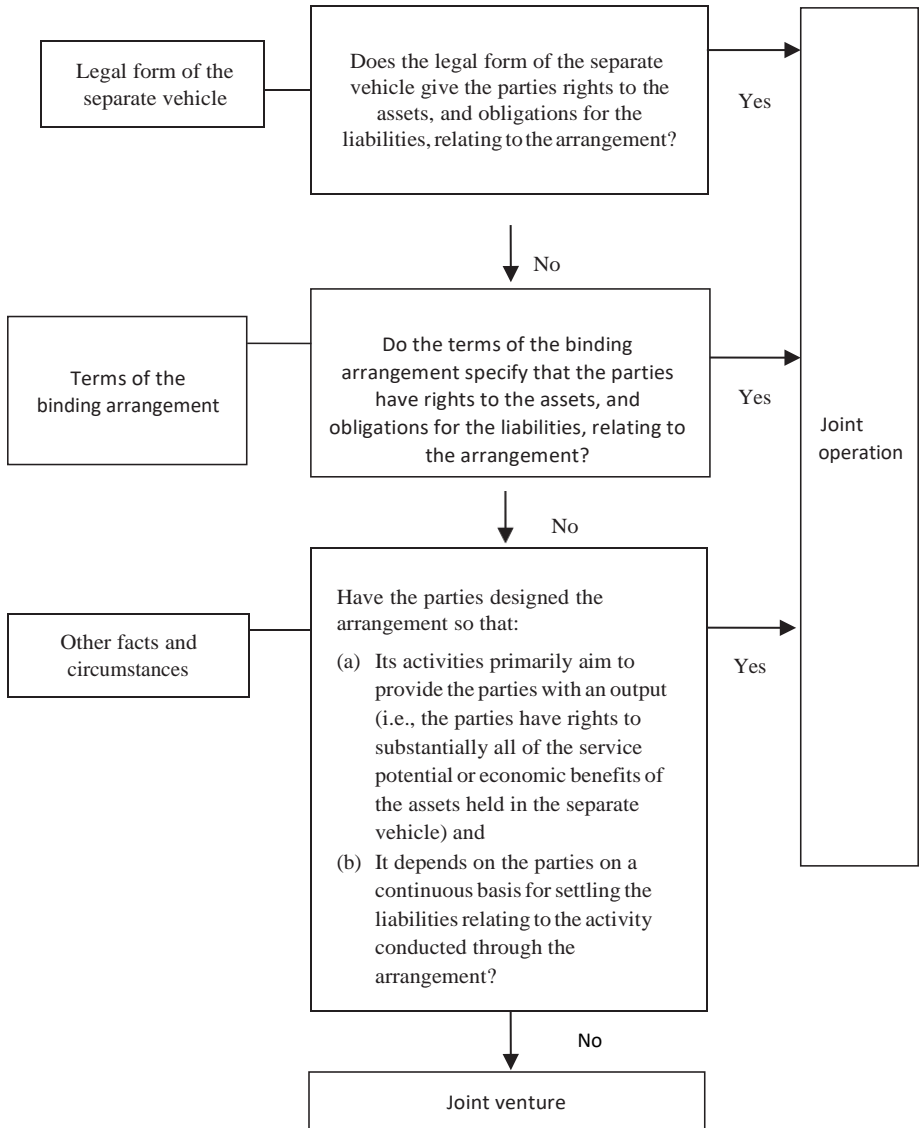 Legal form of the
separate vehicle
Does the legal form of the separate
vehicle give the parties rights to the
assets, and obligations for the
liabilities, relating to the arrangement?
Yes
No
Terms of the
binding arrangement
Do the terms of the binding
arrangement specify that the parties
have rights to the assets, and
obligations for the liabilities, relating to
the arrangement?
Yes
Joint
operation
No
Other facts and
circumstances
Have the parties designed the
arrangement so that:
(a) Its activities primarily aim to
provide the parties with an output
(i.e., the parties have rights to
substantially all of the service
potential or economic benefits of
the assets held in the separate
vehicle) and
(b) It depends on the parties on a
continuous basis for settling the
liabilities relating to the activity
conducted through the
arrangement?
Yes
No
Joint venture